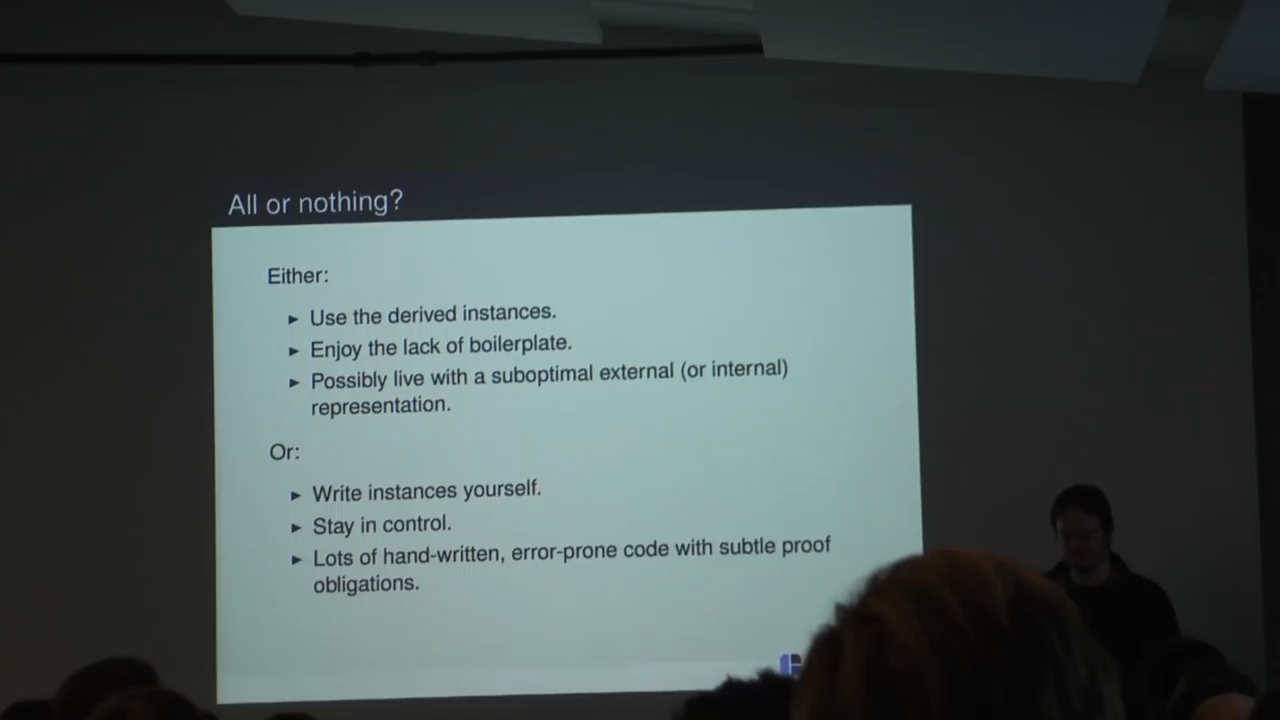 All or nothing?
Either:
► Use the derived instances.
► Enjoy the lack of boilerplate.
► Possibly live with a suboptimal external (or internal)
representation.
Or:
► Write instances yourself.
► Stay in control.
► Lots of hand-written, error-prone code with subtle proof
obligations.